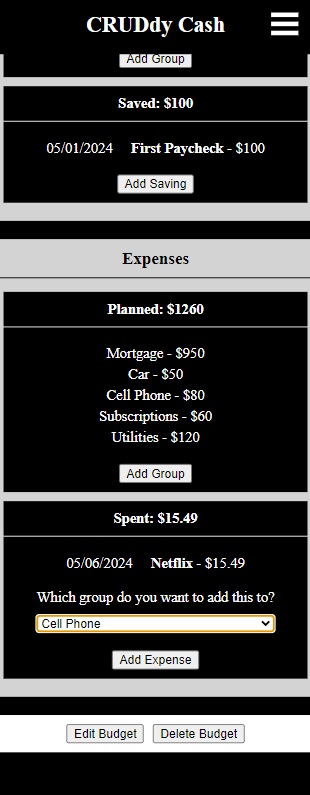 CRUDdy Cash
Add Group
Saved: $100
05/01/2024 First Paycheck - $100
Add Saving
Expenses
Planned: $1260
Mortgage - $950
Car - $50
Cell Phone - $80
Subscriptions - $60
Utilities - $120
Add Group
Spent: $15.49
05/06/2024 Netflix - $15.49
Which group do you want to add this to?
Cell Phone
Add Expense
Edit Budget Delete Budget